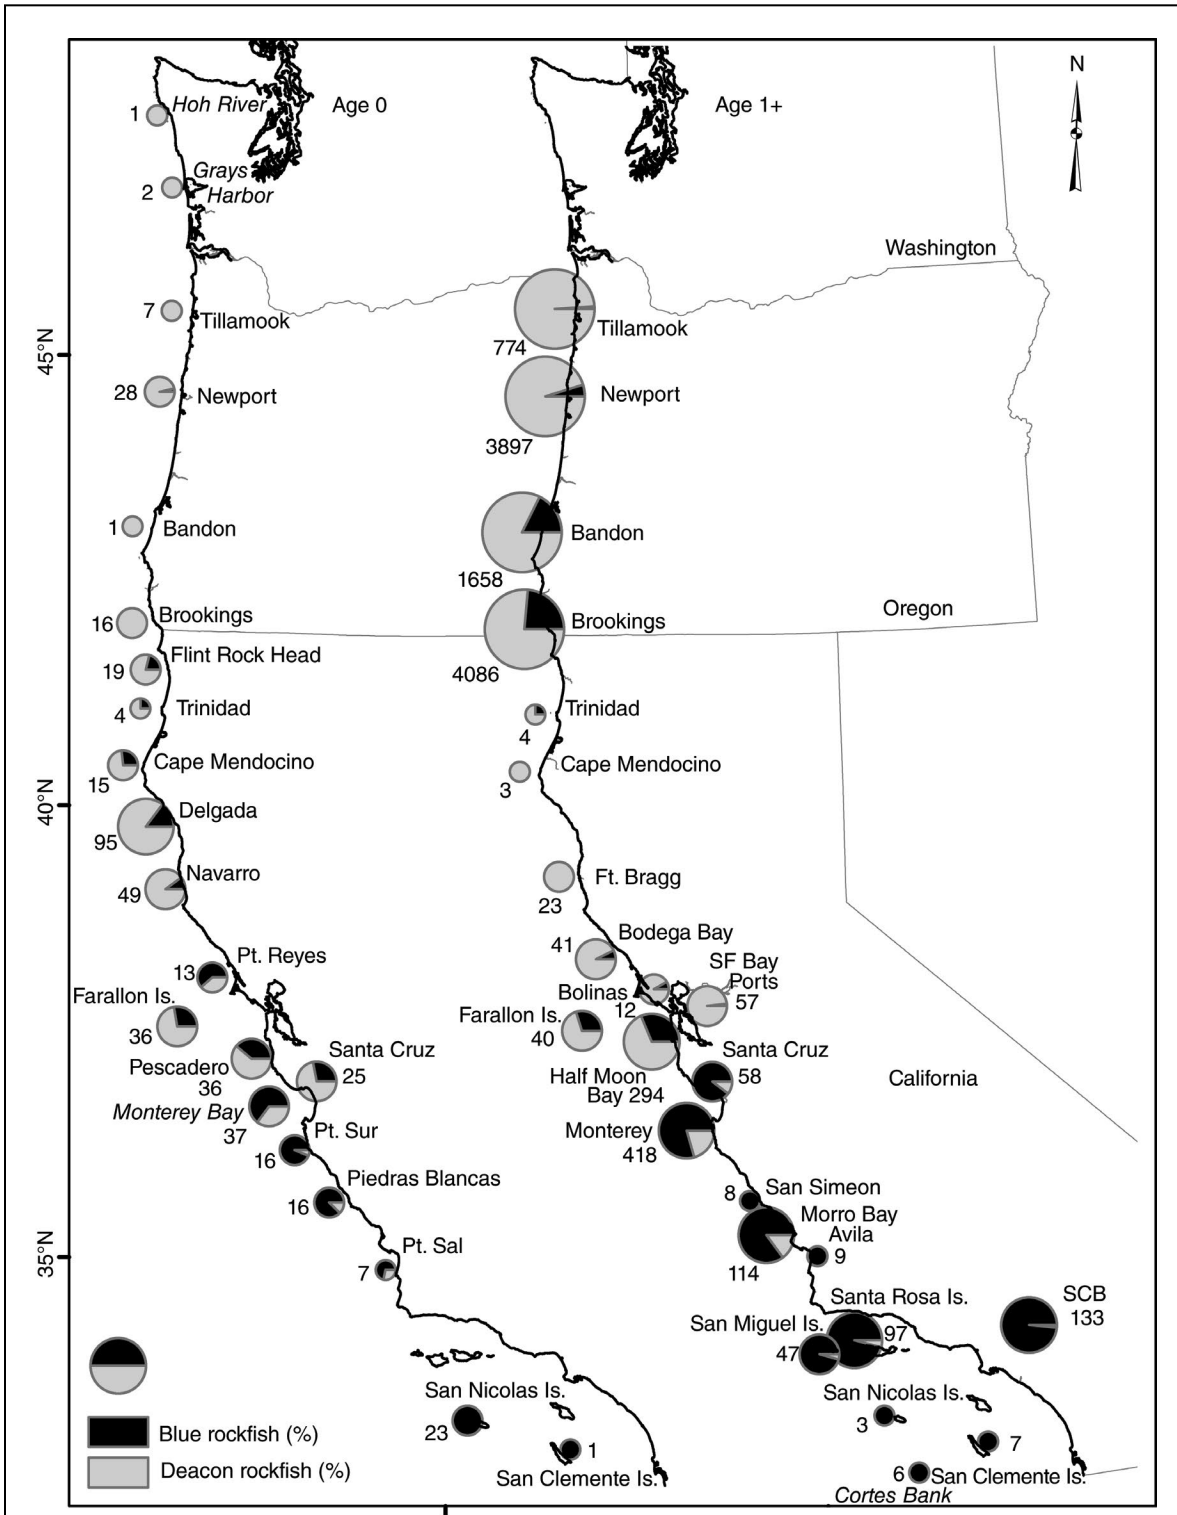 N
Age 0
Age 1+
Hoh River
1
Grays
Harbor
2
7
Tillamook
28
Newport
1
Bandon
16
Brookings
Flint Rock Head
19
4
Trinidad
Cape Mendocino
15
Delgada
95
Navarro
49
Pt. Reyes
13
Farallon Is.
36
Pescadero
36
Santa Cruz
25
Monterey Bay
37
Pt. Sur
16
Piedras Blancas
16
Pt. Sal
7
San Nicolas Is.
23
1
San Clemente Is.
Washington
Tillamook
774
Newport
3897
Bandon
1658
Oregon
Brookings
4086
Trinidad
4
Cape Mendocino
3
Ft. Bragg
23
Bodega Bay
41
SF Bay
Ports
57
Bolinas
12
Farallon Is.
40
Half Moon
Bay 294
Santa Cruz
58
California
Monterey
418
San Simeon
8
Morro Bay
114
Avila
9
Santa Rosa Is.
97
San Miguel Is.
47
SCB
133
San Nicolas Is.
3
7
San Clemente Is.
6
Cortes Bank
45°N
40°N
35°N
Blue rockfish (%)
Deacon rockfish (%)